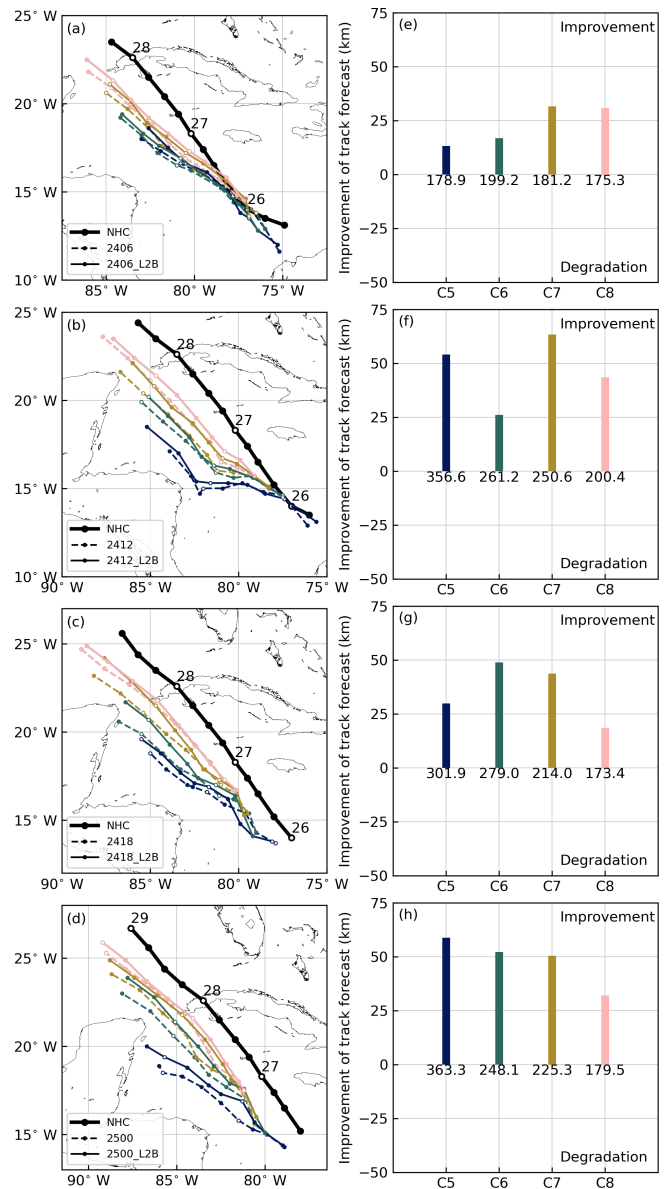 (a)
25° N
20° N
15° N
10° N
85° W
80° W
75° W
28
27
26
NHC
2406
2406_L2B
(e)
Improvement
Degradation
Improvement of track forecast (km)
75
50
25
0
−25
−50
178.9 199.2 181.2 175.3
C5 C6 C7 C8
(b)
25° N
20° N
15° N
10° N
90° W
85° W
80° W
75° W
28
27
26
NHC
2412
2412_L2B
(f)
Improvement
Degradation
Improvement of track forecast (km)
75
50
25
0
−25
−50
356.6 261.2 250.6 200.4
C5 C6 C7 C8
(c)
25° N
20° N
15° N
90° W
85° W
80° W
75° W
28
27
26
NHC
2418
2418_L2B
(g)
Improvement
Degradation
Improvement of track forecast (km)
75
50
25
0
−25
−50
301.9 279.0 214.0 173.4
C5 C6 C7 C8
(d)
25° N
20° N
15° N
90° W
85° W
80° W
29
28
27
NHC
2500
2500_L2B
(h)
Improvement
Degradation
Improvement of track forecast (km)
75
50
25
0
−25
−50
363.3 248.1 225.3 179.5
C5 C6 C7 C8